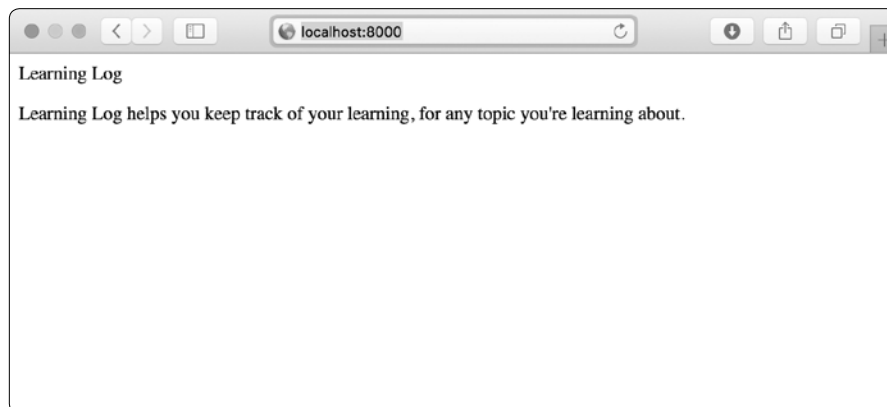 localhost:8000
Learning Log
Learning Log helps you keep track of your learning, for any topic you're learning about.